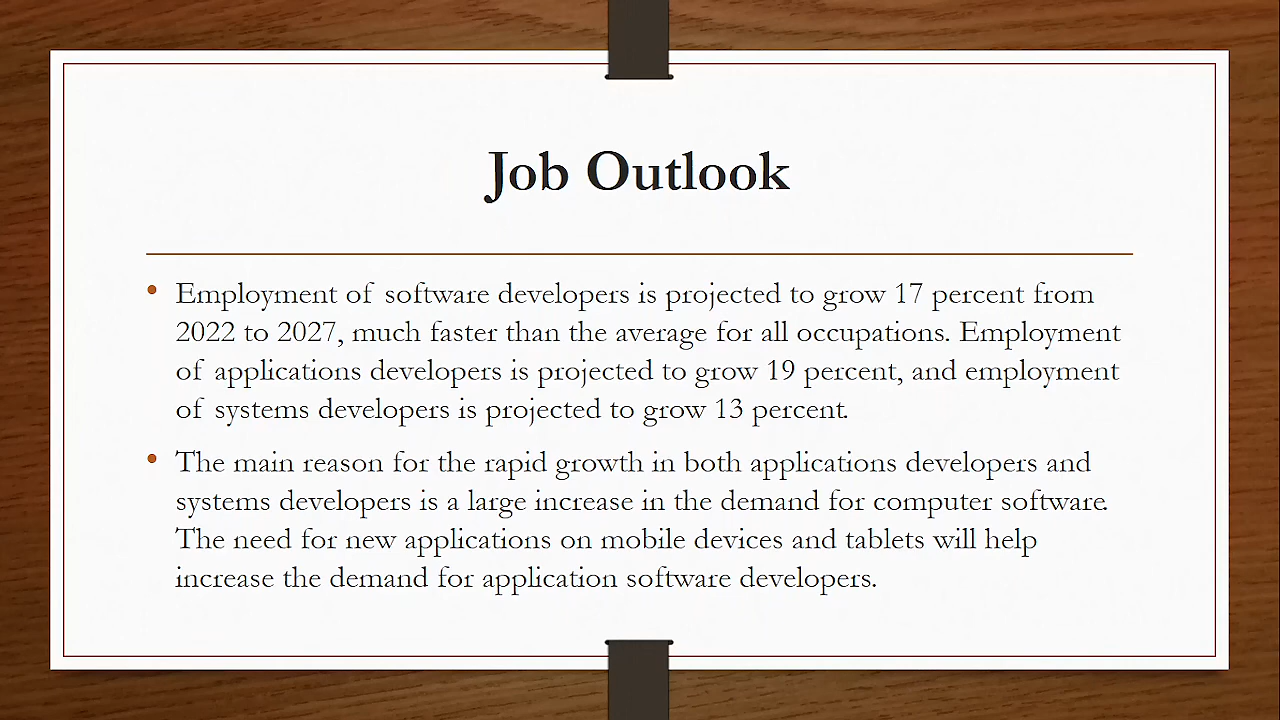 Job Outlook
• Employment of software developers is projected to grow 17 percent from
2022 to 2027, much faster than the average for all occupations. Employment
of applications developers is projected to grow 19 percent, and employment
of systems developers is projected to grow 13 percent.
• The main reason for the rapid growth in both applications developers and
systems developers is a large increase in the demand for computer software.
The need for new applications on mobile devices and tablets will help
increase the demand for application software developers.